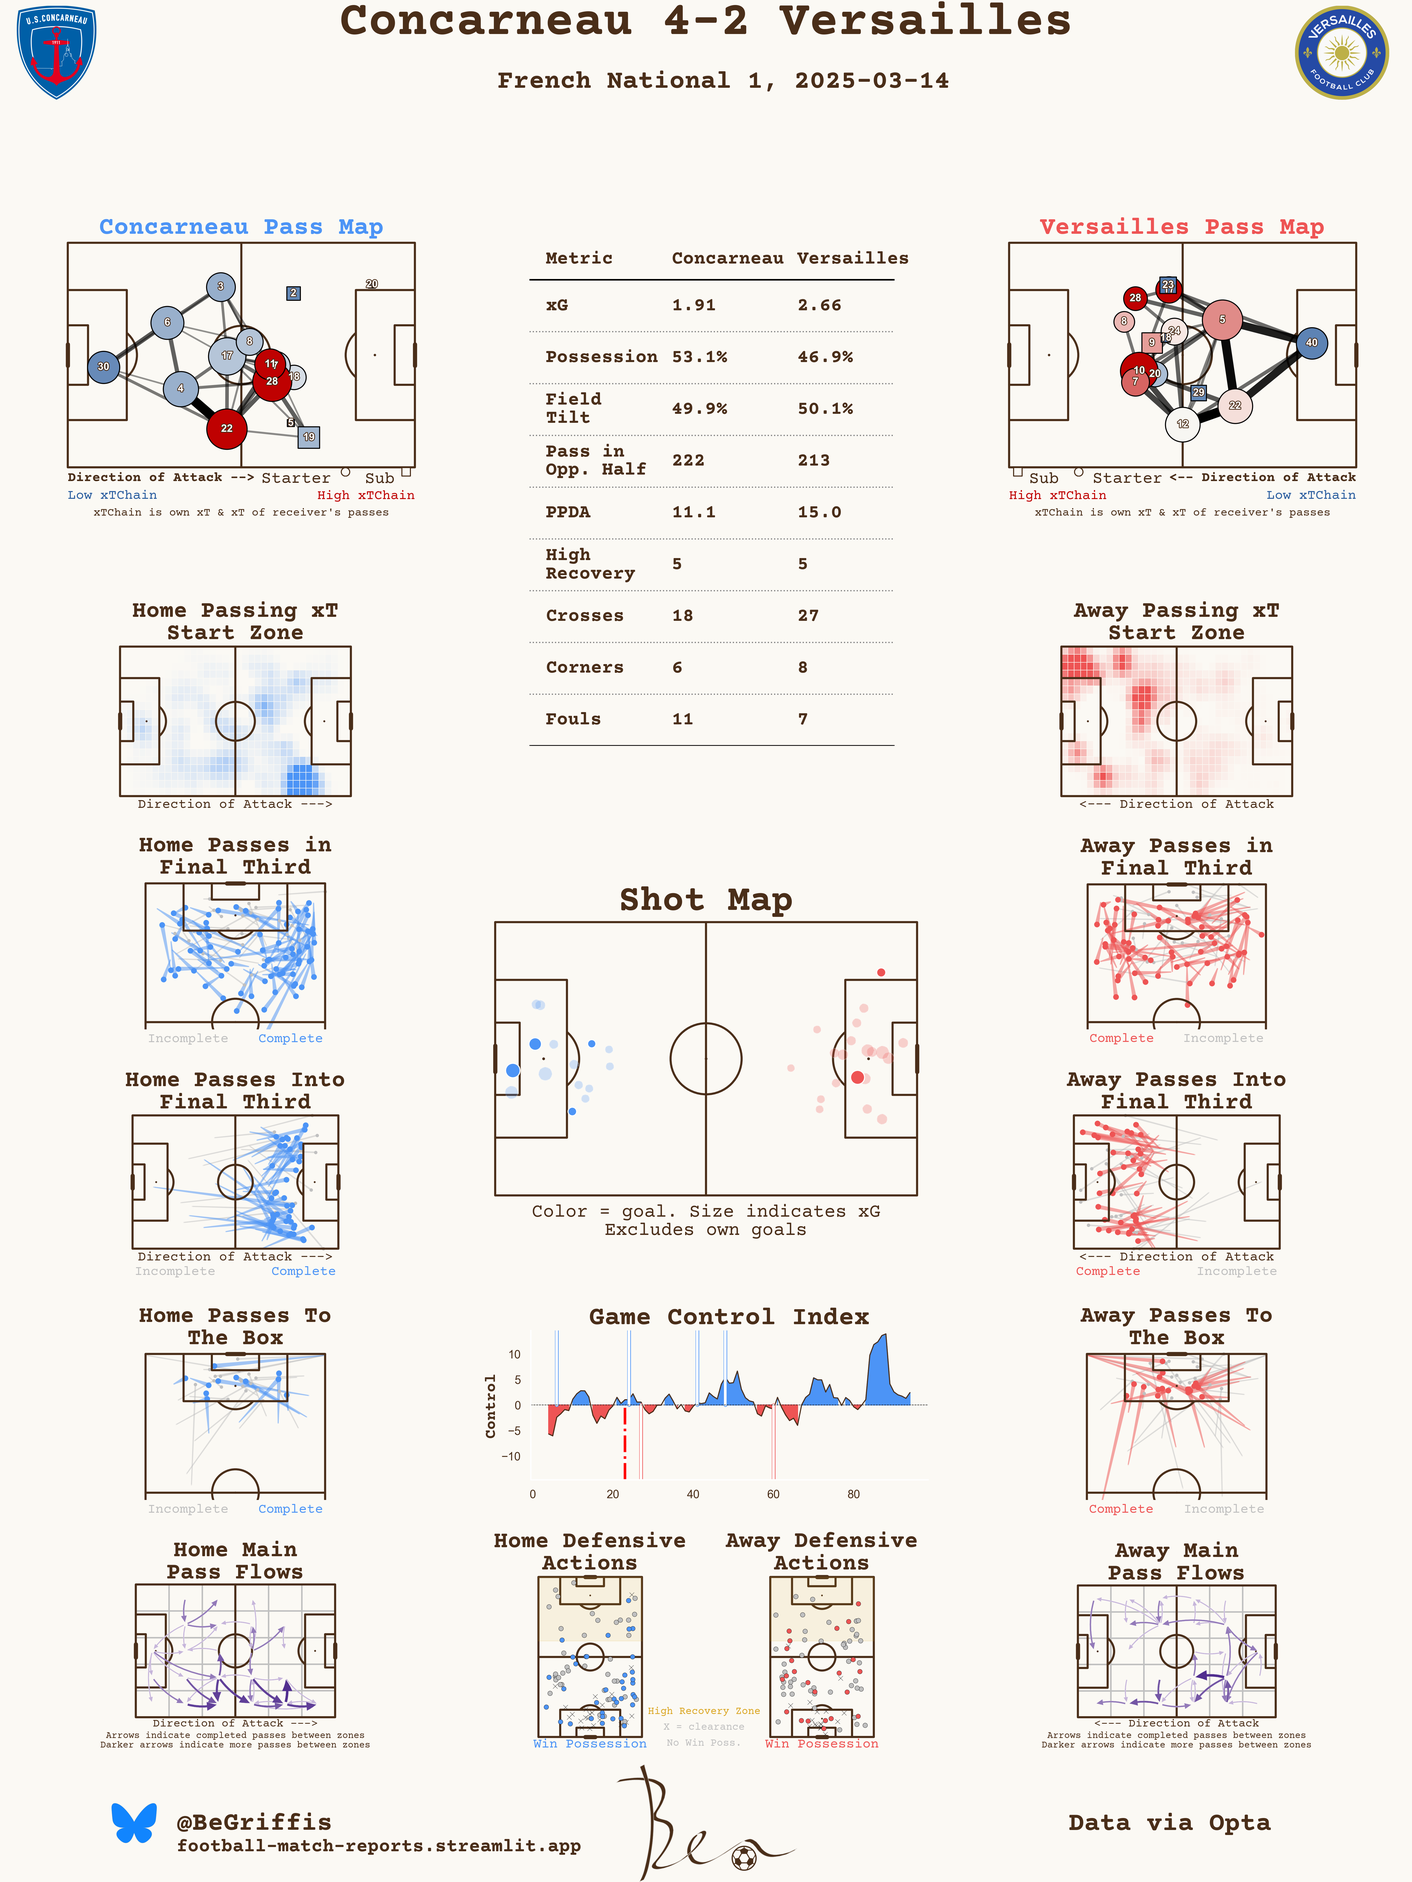 Concarneau 4-2 Versailles
French National 1, 2025-03-14
U.S.CONCARNEAU
1911
VERSAILLES
FOOTBALL CLUB
Concarneau Pass Map
3
2
20
6
8
17
30
11
4
28
18
22
5
19
Direction of Attack --> Starter Sub
Low xTChain High xTChain
xTChain is own xT & xT of receiver's passes
Metric Concarneau Versailles
xG 1.91 2.66
Possession 53.1% 46.9%
Field
Tilt 49.9% 50.1%
Pass in
Opp. Half 222 213
PPDA 11.1 15.0
High
Recovery 5 5
Crosses 18 27
Corners 6 8
Fouls 11 7
Versailles Pass Map
23
28
8
5
24
18
9
40
10
20
7
29
22
12
Sub Starter <-- Direction of Attack
High xTChain Low xTChain
xTChain is own xT & xT of receiver's passes
Home Passing xT
Start Zone
Direction of Attack --->
Away Passing xT
Start Zone
<--- Direction of Attack
Home Passes in
Final Third
Incomplete Complete
Away Passes in
Final Third
Complete Incomplete
Shot Map
Color = goal. Size indicates xG
Excludes own goals
Home Passes Into
Final Third
Direction of Attack --->
Incomplete Complete
Away Passes Into
Final Third
<--- Direction of Attack
Complete Incomplete
Home Passes To
The Box
Incomplete Complete
Game Control Index
Control
10
5
0
−5
−10
0 20 40 60 80
Away Passes To
The Box
Complete Incomplete
Home Main
Pass Flows
Direction of Attack --->
Arrows indicate completed passes between zones
Darker arrows indicate more passes between zones
Home Defensive
Actions
Win Possession
Away Defensive
Actions
Win Possession
High Recovery Zone
X = clearance
No Win Poss.
Away Main
Pass Flows
<--- Direction of Attack
Arrows indicate completed passes between zones
Darker arrows indicate more passes between zones
@BeGriffis
football-match-reports.streamlit.app
Ben
Data via Opta